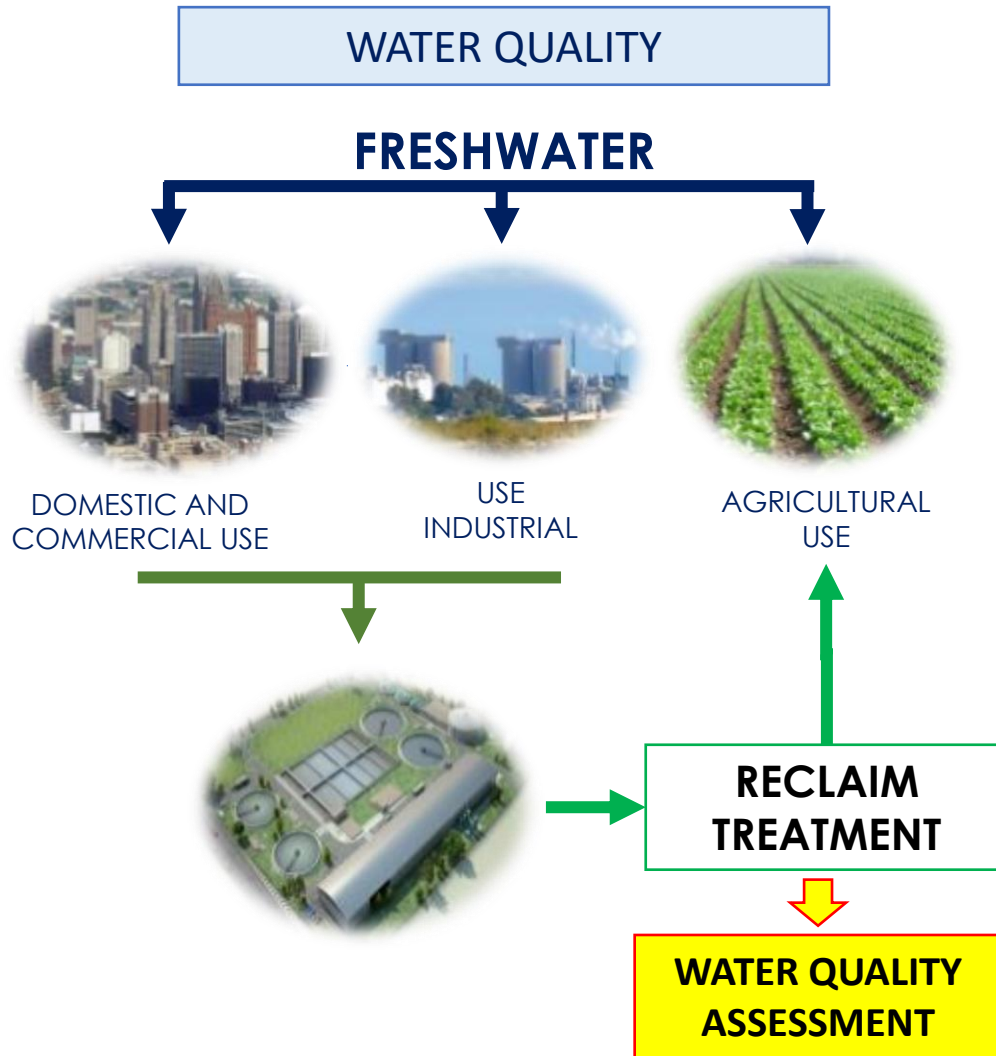 WATER QUALITY
FRESHWATER
DOMESTIC AND
COMMERCIAL USE
USE
INDUSTRIAL
AGRICULTURAL
USE
RECLAIM
TREATMENT
WATER QUALITY
ASSESSMENT